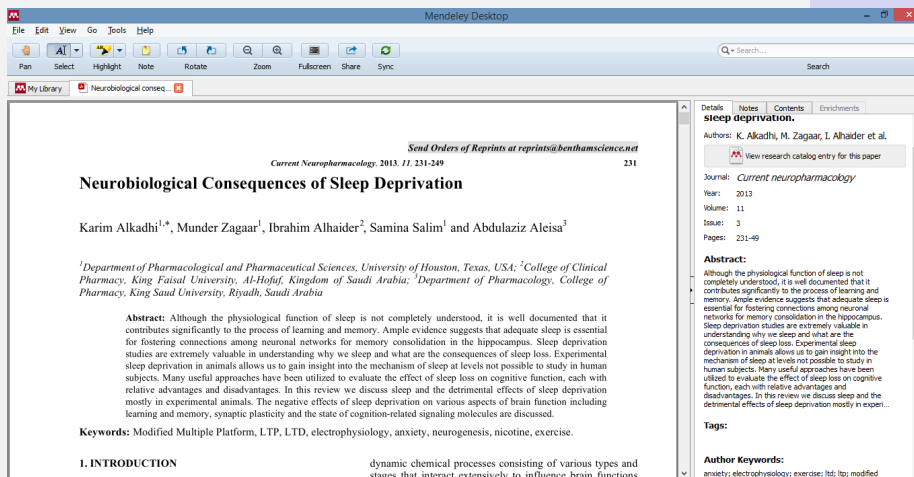 Mendeley Desktop
File Edit View Go Tools Help
Search...
Pan Select Highlight Note Rotate Zoom Fullscreen Share Sync Search
My Library Neurobiological conseq...
Send Orders of Reprints at reprints@benthamscience.net
Current Neuropharmacology, 2013, 11, 231-249 231
Neurobiological Consequences of Sleep Deprivation
Karim Alkadhi1,*, Munder Zagaar1, Ibrahim Alhaider2, Samina Salim1 and Abdulaziz Aleisa3
1Department of Pharmacological and Pharmaceutical Sciences, University of Houston, Texas, USA; 2College of Clinical
Pharmacy, King Faisal University, Al-Hofuf, Kingdom of Saudi Arabia; 3Department of Pharmacology, College of
Pharmacy, King Saud University, Riyadh, Saudi Arabia
Abstract: Although the physiological function of sleep is not completely understood, it is well documented that it
contributes significantly to the process of learning and memory. Ample evidence suggests that adequate sleep is essential
for fostering connections among neuronal networks for memory consolidation in the hippocampus. Sleep deprivation
studies are extremely valuable in understanding why we sleep and what are the consequences of sleep loss. Experimental
sleep deprivation in animals allows us to gain insight into the mechanism of sleep at levels not possible to study in human
subjects. Many useful approaches have been utilized to evaluate the effect of sleep loss on cognitive function, each with
relative advantages and disadvantages. In this review we discuss sleep and the detrimental effects of sleep deprivation
mostly in experimental animals. The negative effects of sleep deprivation on various aspects of brain function including
learning and memory, synaptic plasticity and the state of cognition-related signaling molecules are discussed.
Keywords: Modified Multiple Platform, LTP, LTD, electrophysiology, anxiety, neurogenesis, nicotine, exercise.
1. INTRODUCTION
dynamic chemical processes consisting of various types and
stages that interact extensively to influence brain functions
Details Notes Contents Enrichments
sleep deprivation.
Authors: K. Alkadhi, M. Zagaar, I. Alhaider et al.
View research catalog entry for this paper
Journal: Current neuropharmacology
Year: 2013
Volume: 11
Issue: 3
Pages: 231-49
Abstract:
Although the physiological function of sleep is not
completely understood, it is well documented that it
contributes significantly to the process of learning and
memory. Ample evidence suggests that adequate sleep is
essential for fostering connections among neuronal
networks for memory consolidation in the hippocampus.
Sleep deprivation studies are extremely valuable in
understanding why we sleep and what are the
consequences of sleep loss. Experimental sleep
deprivation in animals allows us to gain insight into the
mechanism of sleep at levels not possible to study in
human subjects. Many useful approaches have been
utilized to evaluate the effect of sleep loss on cognitive
function, each with relative advantages and
disadvantages. In this review we discuss sleep and the
detrimental effects of sleep deprivation mostly in experi...
Tags:
Author Keywords:
anxiety; electrophysiology; exercise; ltd; ltp; modified